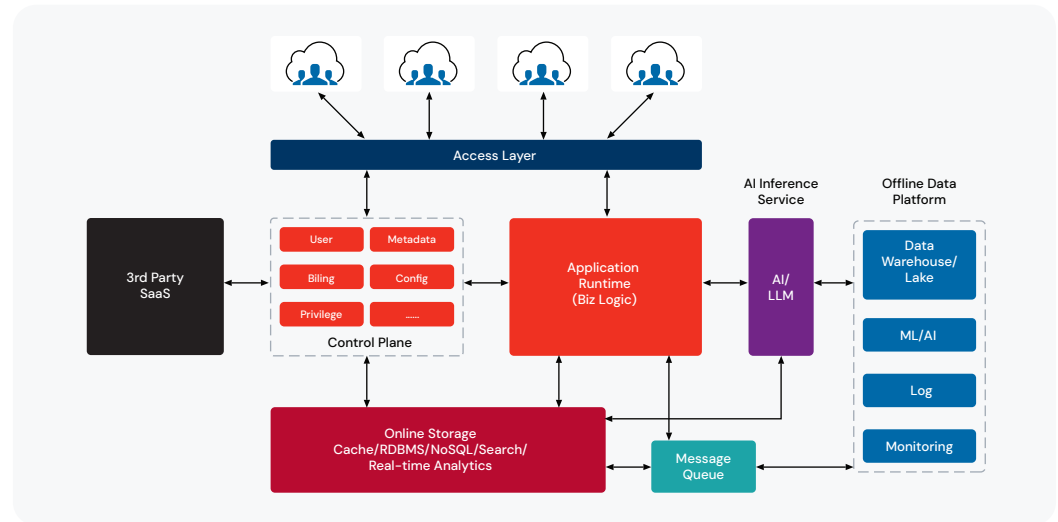 Access Layer
AI Inference
Service
Offline Data
Platform
3rd Party
SaaS
User
Metadata
Biling
Config
Privilege
......
Control Plane
Application
Runtime
(Biz Logic)
AI/
LLM
Data
Warehouse/
Lake
ML/AI
Log
Monitoring
Online Storage
Cache/RDBMS/NoSQL/Search/
Real-time Analytics
Message
Queue